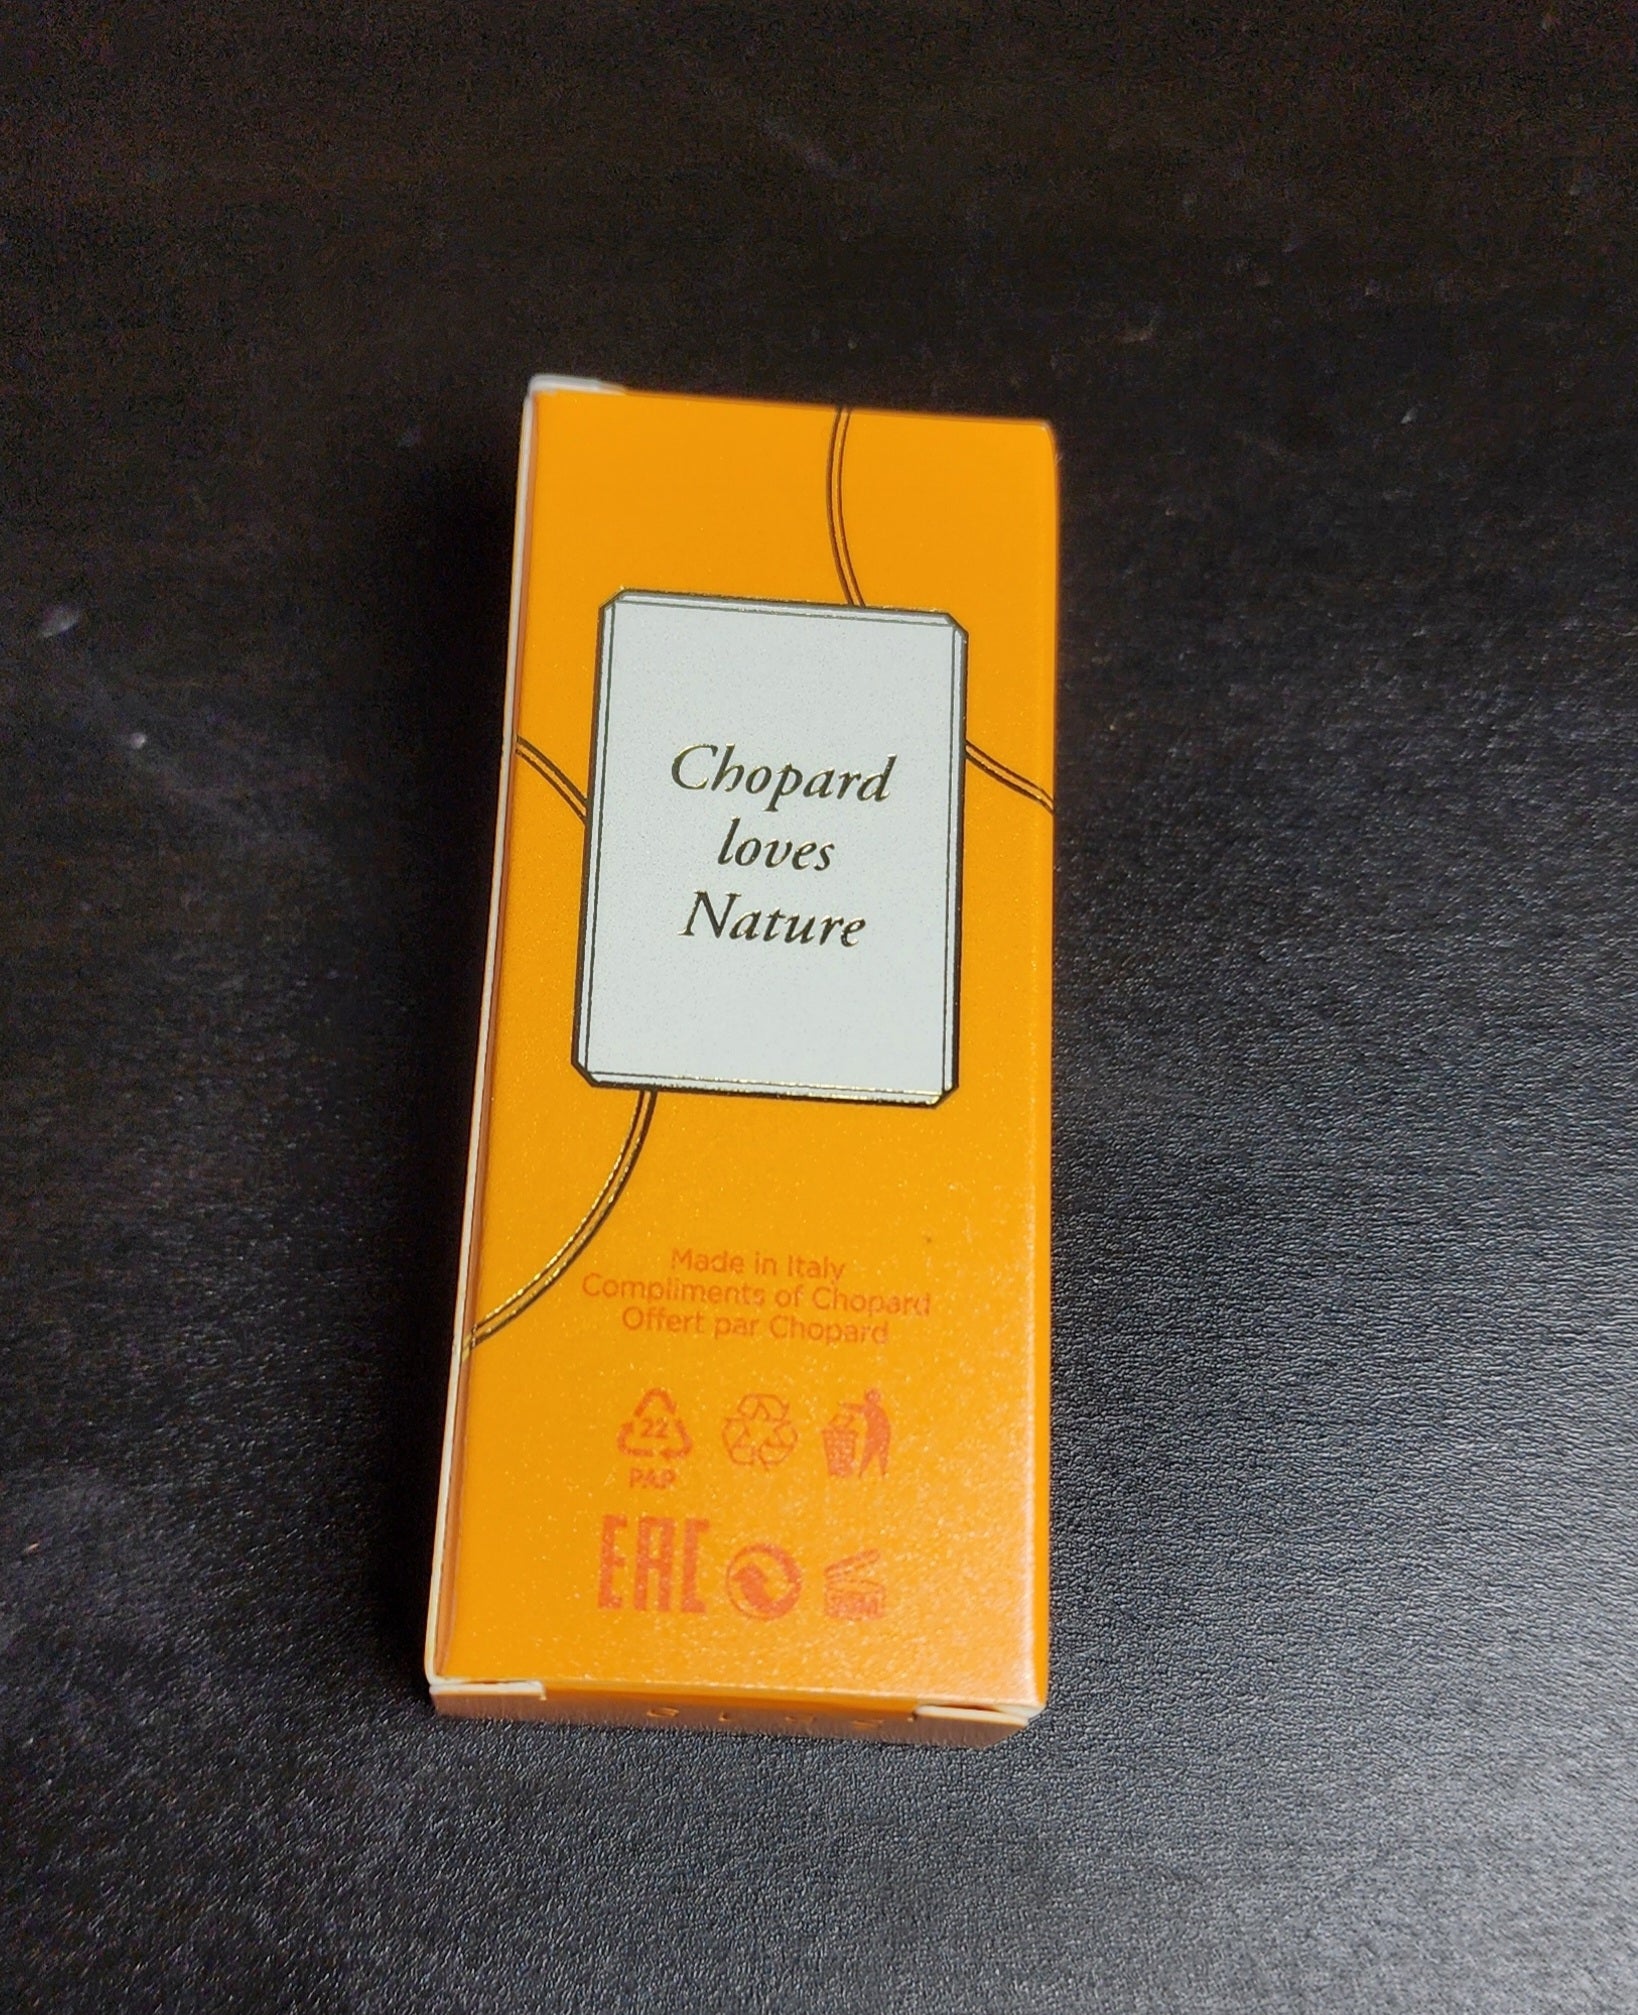 Chopard
loves
Nature
Made in Italy
Compliments of Chopard
Offert par Chopard
22
PAP
EAC